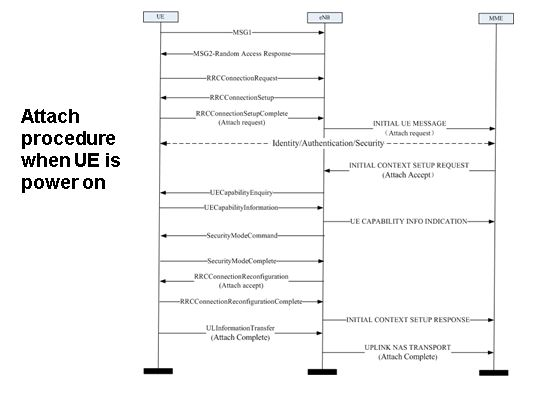 UE
eNB
MME
MSG1
MSG2-Random Access Response
RRCConnectionRequest
RRCConnectionSetup
Attach
procedure
when UE is
power on
RRCConnectionSetupComplete
(Attach request)
INITIAL UE MESSAGE
(Attach request)
Identity/Authentication/Security
INITIAL CONTEXT SETUP REQUEST
(Attach Accept)
UECapabilityEnquiry
UECapabilityInformation
UE CAPABILITY INFO INDICATION
SecurityModeCommand
SecurityModeComplete
RRCConnectionReconfiguration
(Attach accept)
RRCConnectionReconfigurationComplete
INITIAL CONTEXT SETUP RESPONSE
ULInformationTransfer
(Attach Complete)
UPLINK NAS TRANSPORT
(Attach Complete)